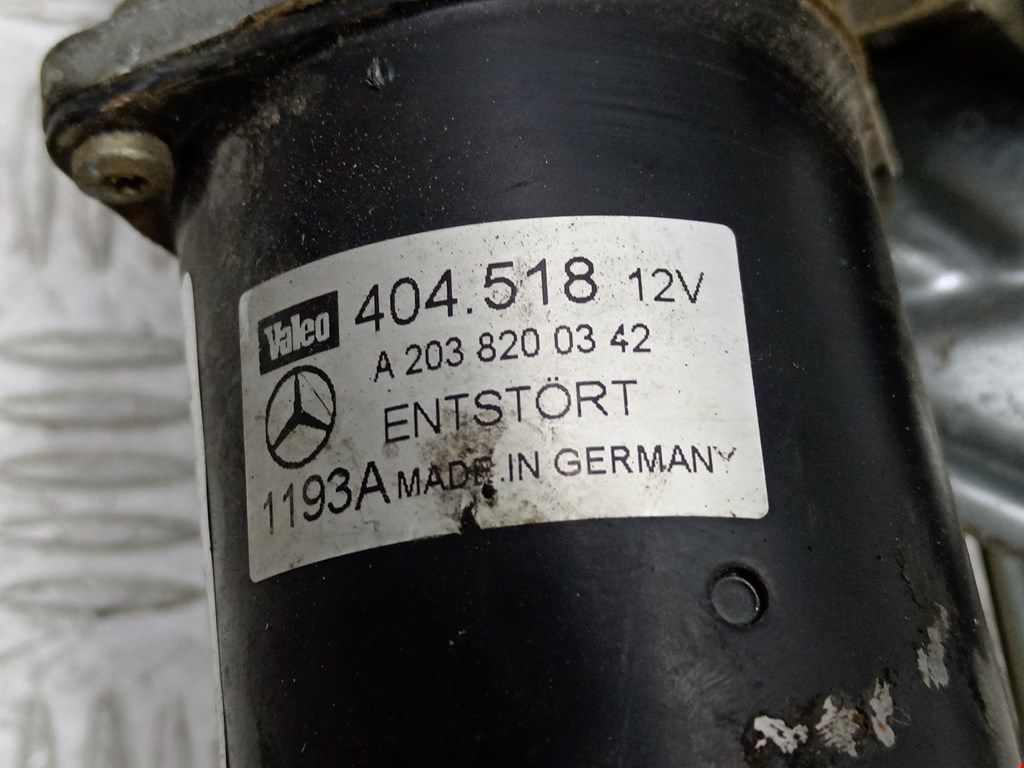 Valeo 404.518 12V
A 203 820 03 42
ENTSTÖRT
1193A MADE IN GERMANY